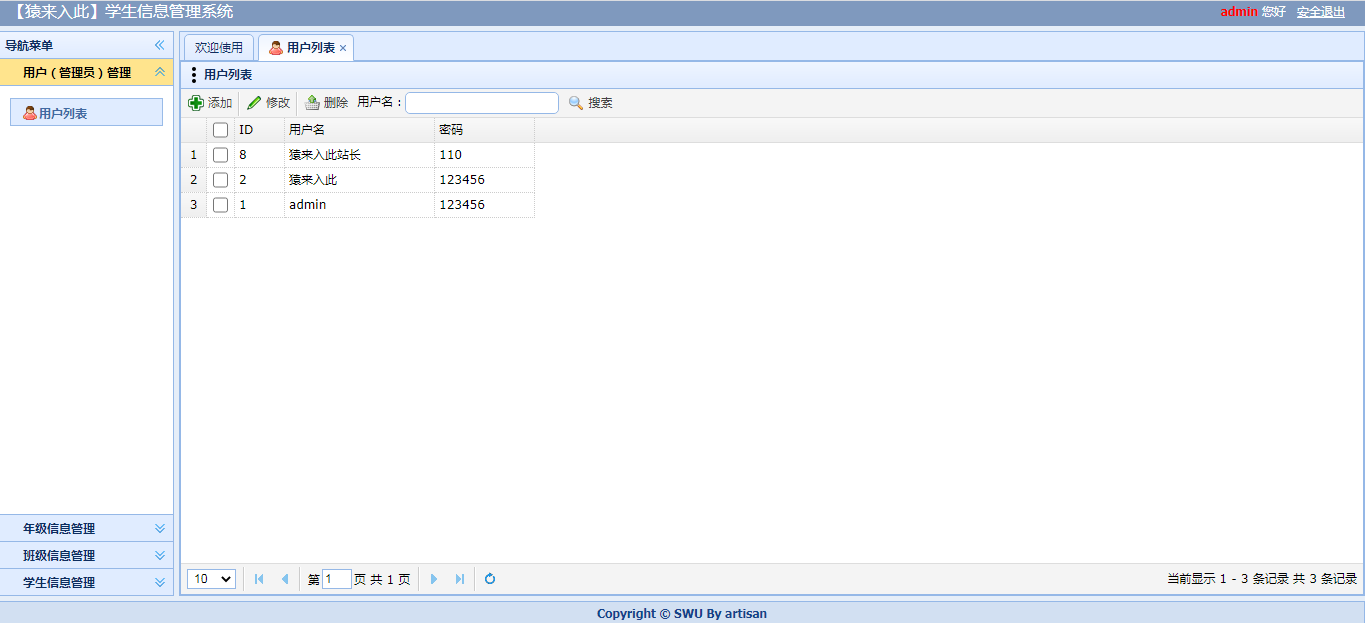 【猿来入此】学生信息管理系统
admin 您好 安全退出
导航菜单
用户（管理员）管理
用户列表
年级信息管理
班级信息管理
学生信息管理
欢迎使用 用户列表
用户列表
添加 修改 删除 用户名： 搜索
ID 用户名 密码
1 8 猿来入此站长 110
2 2 猿来入此 123456
3 1 admin 123456
10 第 1 页 共 1 页 当前显示 1 - 3 条记录 共 3 条记录
Copyright © SWU By artisan